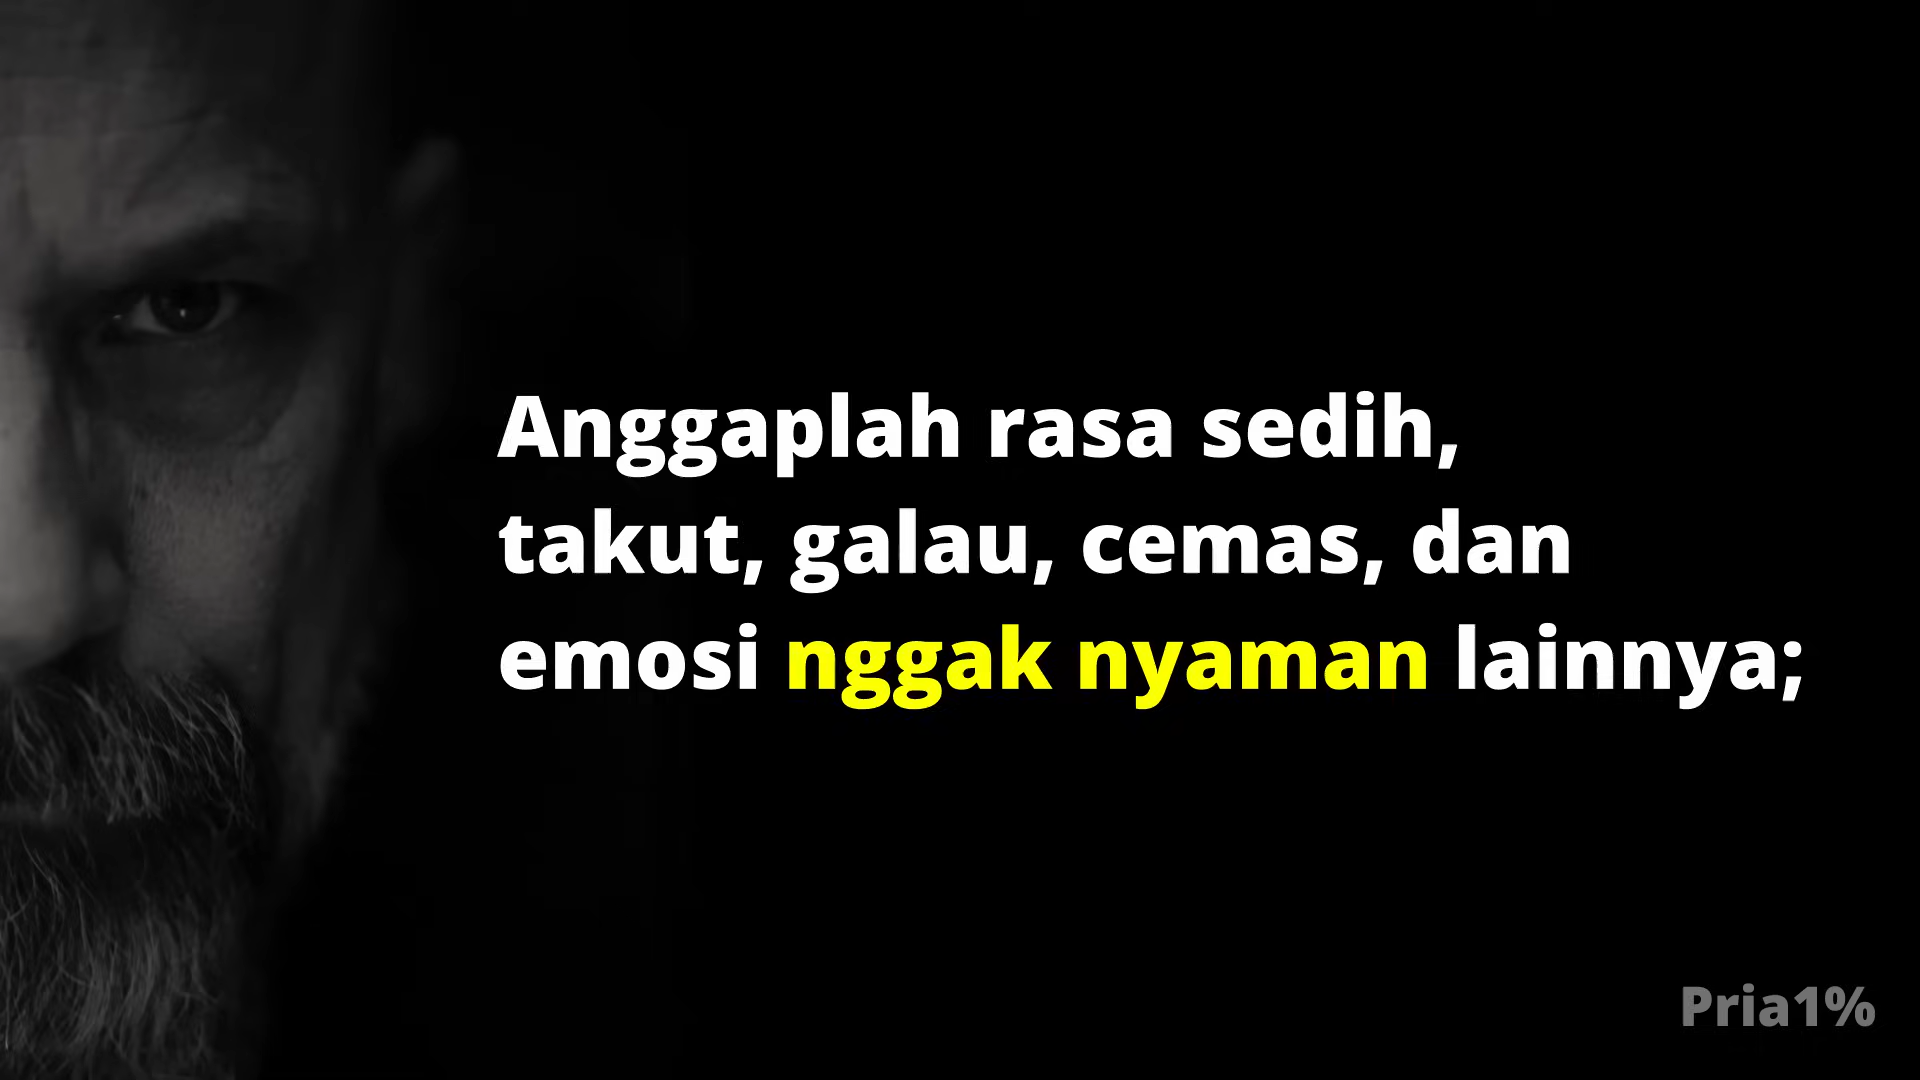 Anggaplah rasa sedih,
takut, galau, cemas, dan
emosi nggak nyaman lainnya;
Pria1%